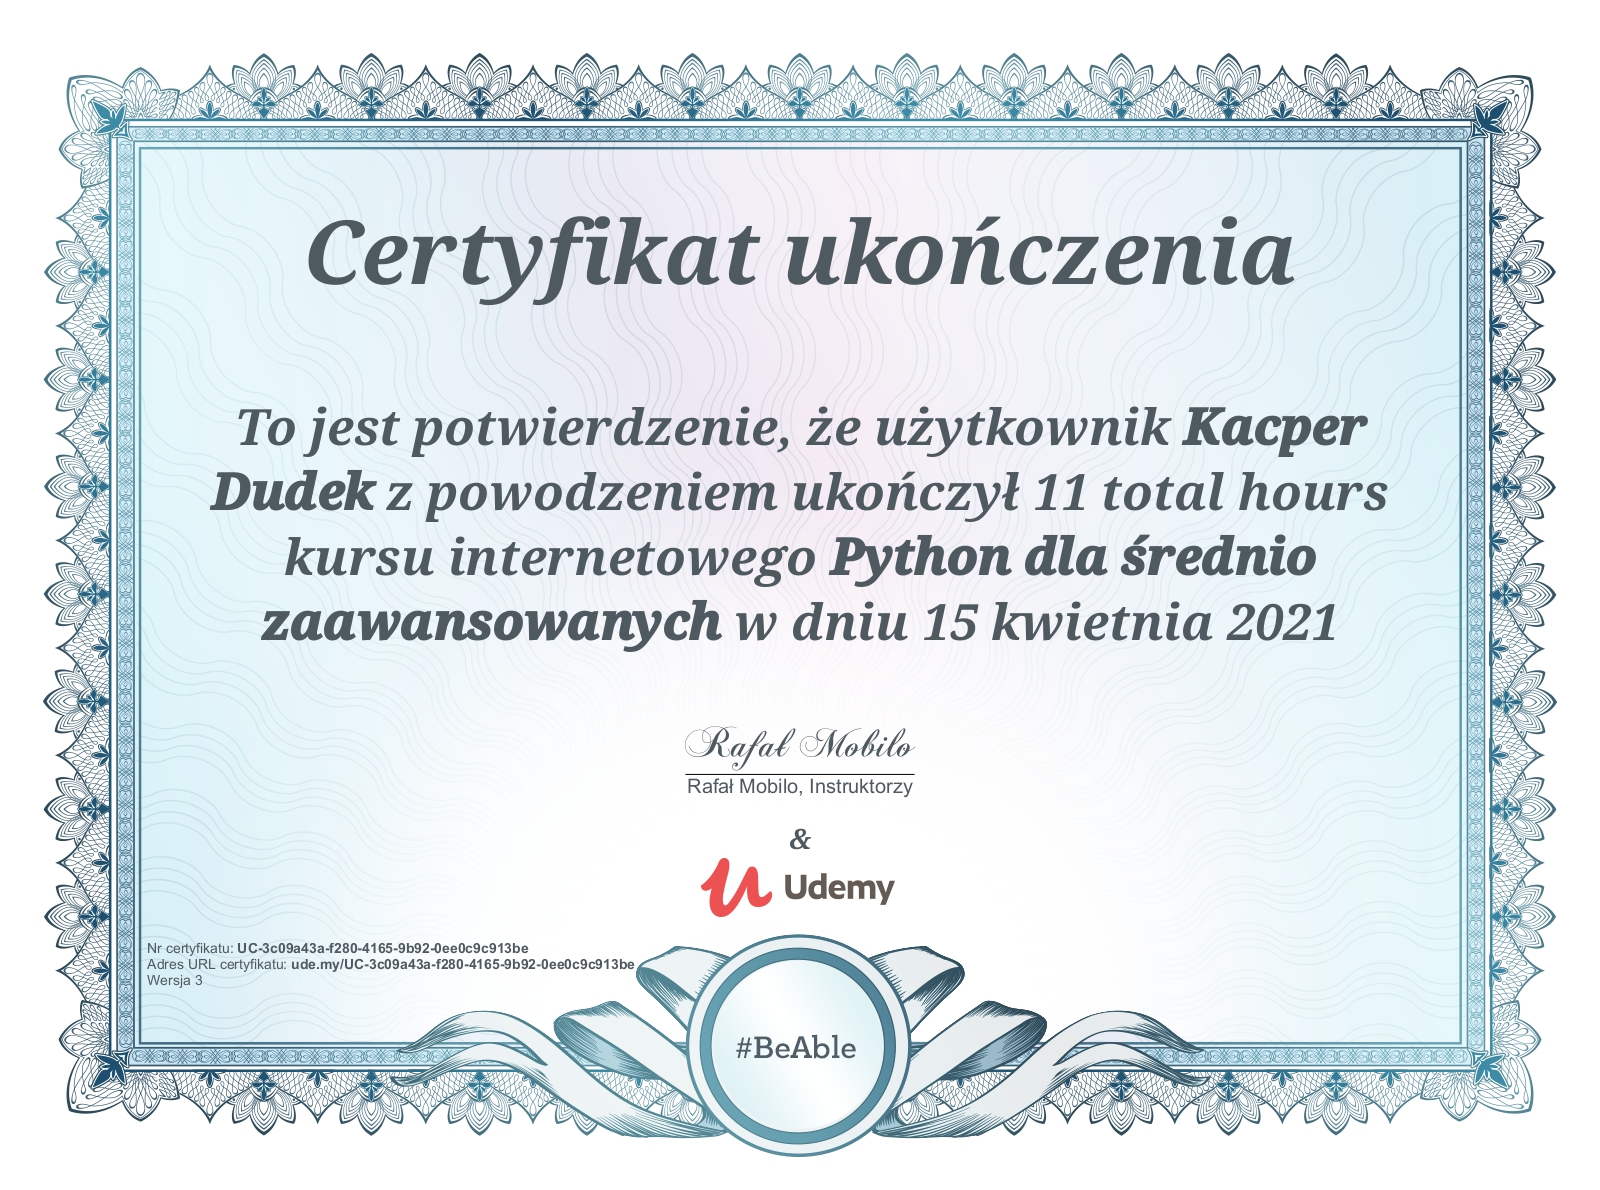 Certyfikat ukończenia
To jest potwierdzenie, że użytkownik Kacper
Dudek z powodzeniem ukończył 11 total hours
kursu internetowego Python dla średnio
zaawansowanych w dniu 15 kwietnia 2021
Rafał Mobilo
Rafał Mobilo, Instruktorzy
&
Udemy
Nr certyfikatu: UC-3c09a43a-f280-4165-9b92-0ee0c9c913be
Adres URL certyfikatu: ude.my/UC-3c09a43a-f280-4165-9b92-0ee0c9c913be
Wersja 3
#BeAble